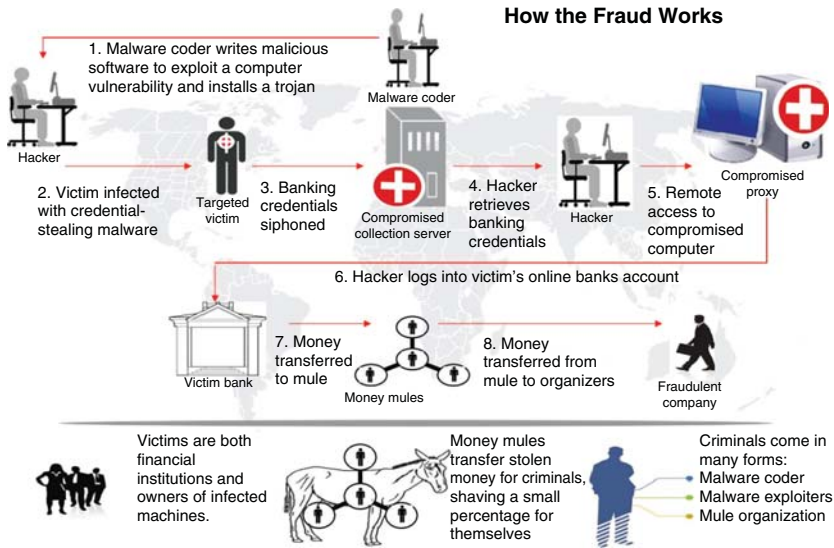 How the Fraud Works
1. Malware coder writes malicious
software to exploit a computer
vulnerability and installs a trojan
Malware coder
Hacker
2. Victim infected
with credential-
stealing malware
Targeted
victim
3. Banking
credentials
siphoned
Compromised
collection server
4. Hacker
retrieves
banking
credentials
Hacker
5. Remote
access to
compromised
computer
Compromised
proxy
6. Hacker logs into victim's online banks account
Victim bank
7. Money
transferred
to mule
Money mules
8. Money
transferred from
mule to organizers
Fraudulent
company
Victims are both
financial
institutions and
owners of infected
machines.
Money mules
transfer stolen
money for criminals,
shaving a small
percentage for
themselves
Criminals come in
many forms:
Malware coder
Malware exploiters
Mule organization